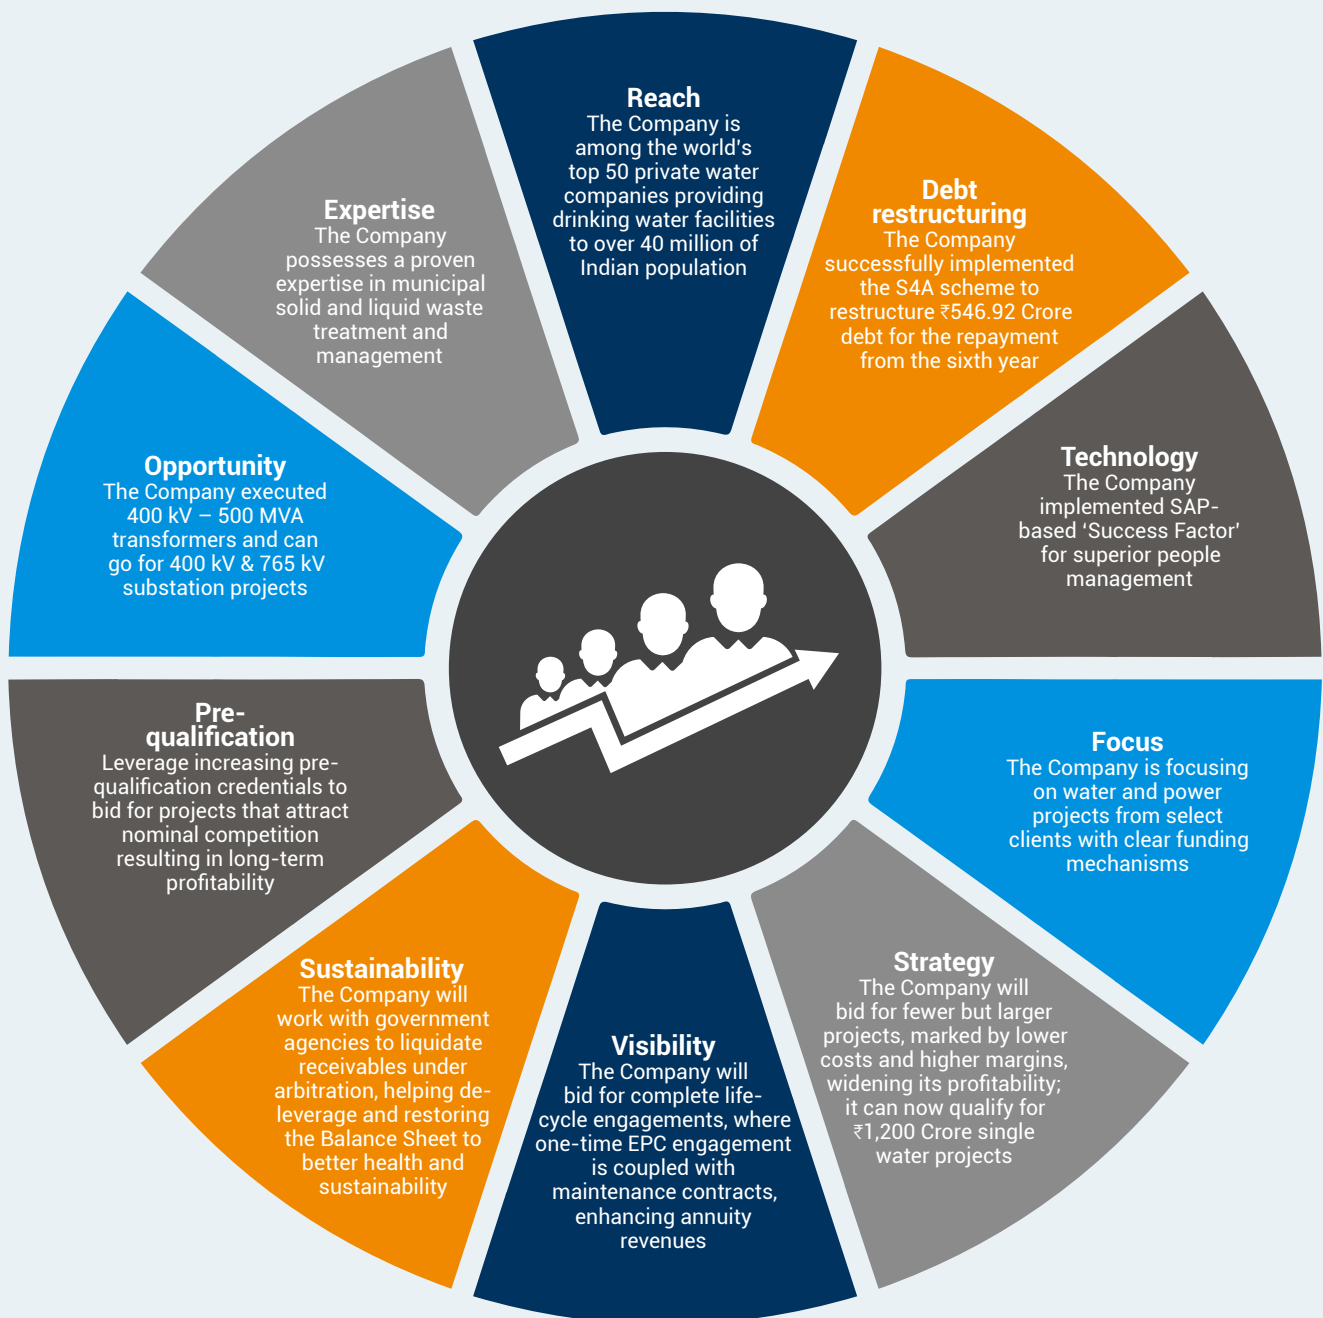 Reach
The Company is
among the world's
top 50 private water
companies providing
drinking water facilities
to over 40 million of
Indian population
Debt
restructuring
The Company
successfully implemented
the S4A scheme to
restructure ₹546.92 Crore
debt for the repayment
from the sixth year
Technology
The Company
implemented SAP-
based ‘Success Factor’
for superior people
management
Focus
The Company is focusing
on water and power
projects from select
clients with clear funding
mechanisms
Strategy
The Company will
bid for fewer but larger
projects, marked by lower
costs and higher margins,
widening its profitability;
it can now qualify for
₹1,200 Crore single
water projects
Visibility
The Company will
bid for complete life-
cycle engagements, where
one-time EPC engagement
is coupled with
maintenance contracts,
enhancing annuity
revenues
Sustainability
The Company will
work with government
agencies to liquidate
receivables under
arbitration, helping de-
leverage and restoring
the Balance Sheet to
better health and
sustainability
Pre-
qualification
Leverage increasing pre-
qualification credentials to
bid for projects that attract
nominal competition
resulting in long-term
profitability
Opportunity
The Company executed
400 kV – 500 MVA
transformers and can
go for 400 kV & 765 kV
substation projects
Expertise
The Company
possesses a proven
expertise in municipal
solid and liquid waste
treatment and
management